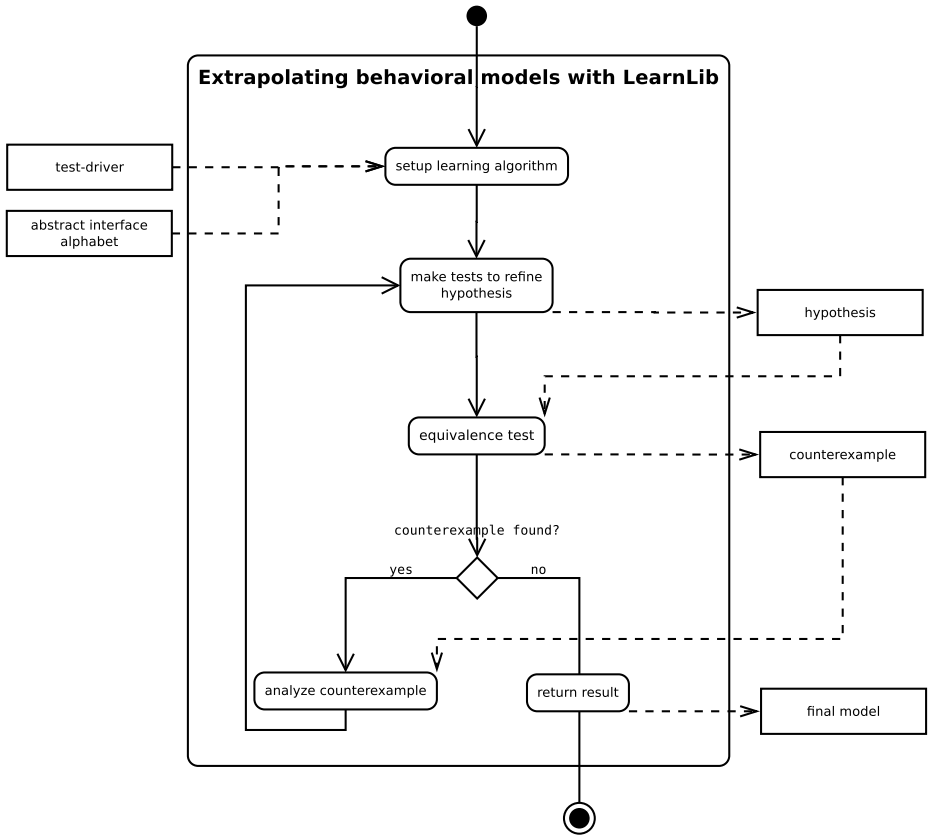 Extrapolating behavioral models with LearnLib
test-driver
setup learning algorithm
abstract interface
alphabet
make tests to refine
hypothesis
hypothesis
equivalence test
counterexample
counterexample found?
yes
no
analyze counterexample
return result
final model